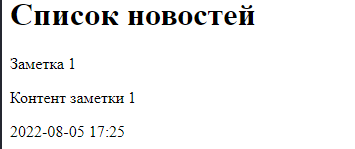 Список новостей
Заметка 1
Контент заметки 1
2022-08-05 17:25